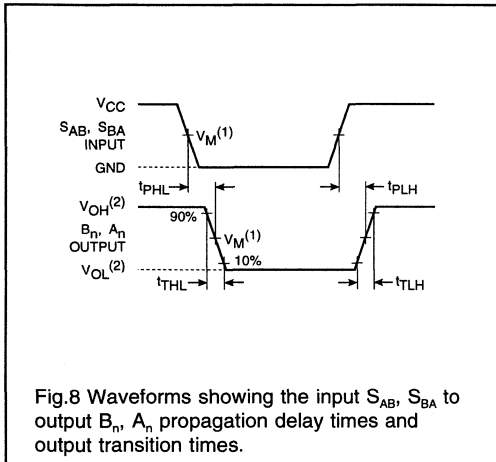 VCC
SAB, SBA
INPUT
VM(1)
GND
tPHL
tPLH
VOH(2)
90%
Bn, An
OUTPUT
VM(1)
VOL(2)
10%
tTHL
tTLH
Fig.8 Waveforms showing the input SAB, SBA to
output Bn, An propagation delay times and
output transition times.